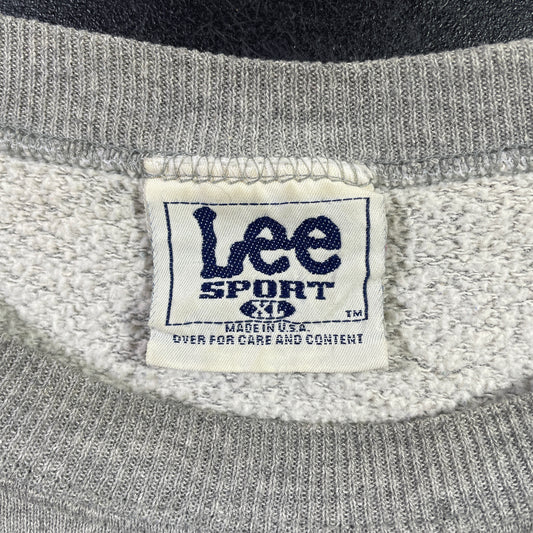 Lee
SPORT
XL
TM
MADE IN U.S.A.
OVER FOR CARE AND CONTENT